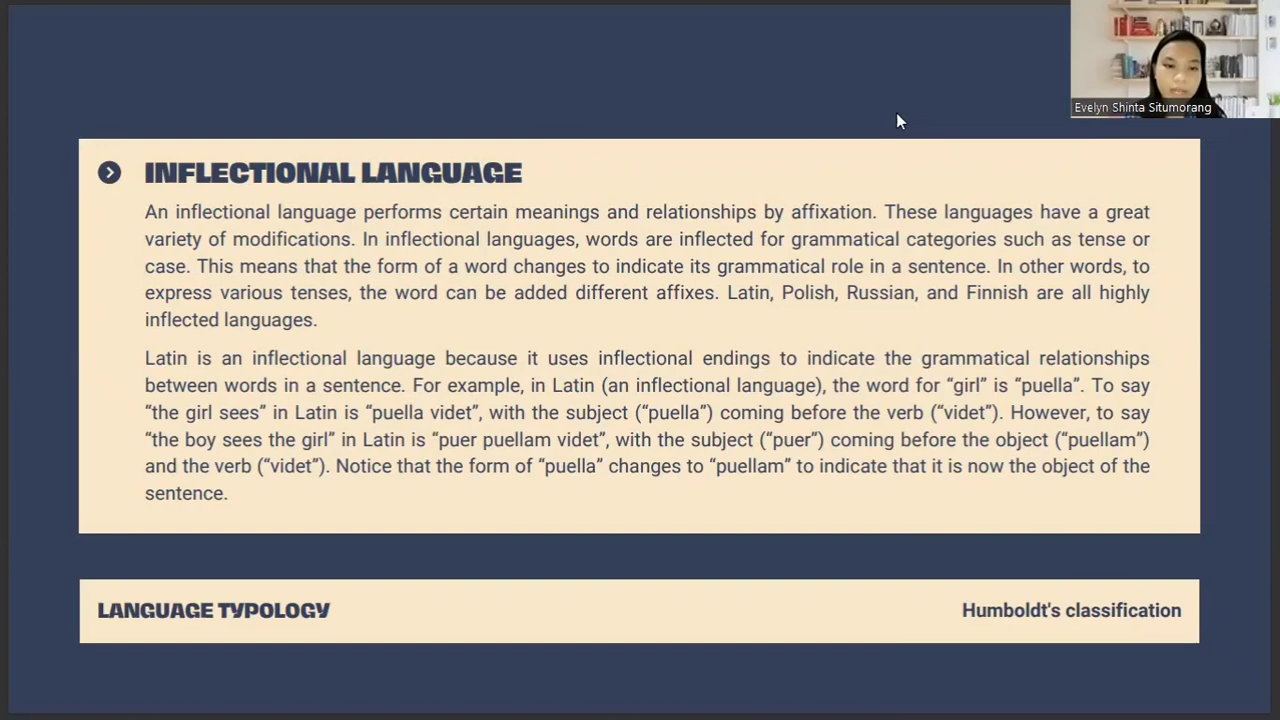 Evelyn Shinta Situmorang
INFLECTIONAL LANGUAGE
An inflectional language performs certain meanings and relationships by affixation. These languages have a great
variety of modifications. In inflectional languages, words are inflected for grammatical categories such as tense or
case. This means that the form of a word changes to indicate its grammatical role in a sentence. In other words, to
express various tenses, the word can be added different affixes. Latin, Polish, Russian, and Finnish are all highly
inflected languages.
Latin is an inflectional language because it uses inflectional endings to indicate the grammatical relationships
between words in a sentence. For example, in Latin (an inflectional language), the word for “girl” is “puella”. To say
“the girl sees” in Latin is “puella videt”, with the subject (“puella”) coming before the verb (“videt”). However, to say
“the boy sees the girl” in Latin is “puer puellam videt”, with the subject (“puer”) coming before the object (“puellam”)
and the verb (“videt”). Notice that the form of “puella” changes to “puellam” to indicate that it is now the object of the
sentence.
LANGUAGE TYPOLOGY
Humboldt's classification